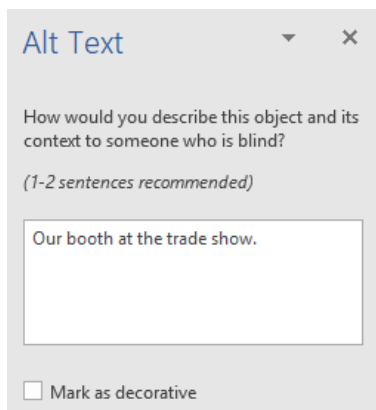 Alt Text
How would you describe this object and its
context to someone who is blind?
(1-2 sentences recommended)
Our booth at the trade show.
Mark as decorative